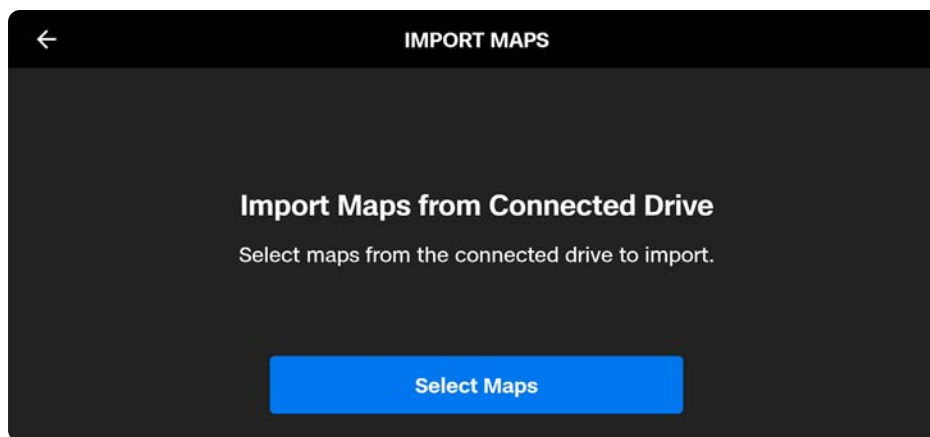 IMPORT MAPS
Import Maps from Connected Drive
Select maps from the connected drive to import.
Select Maps